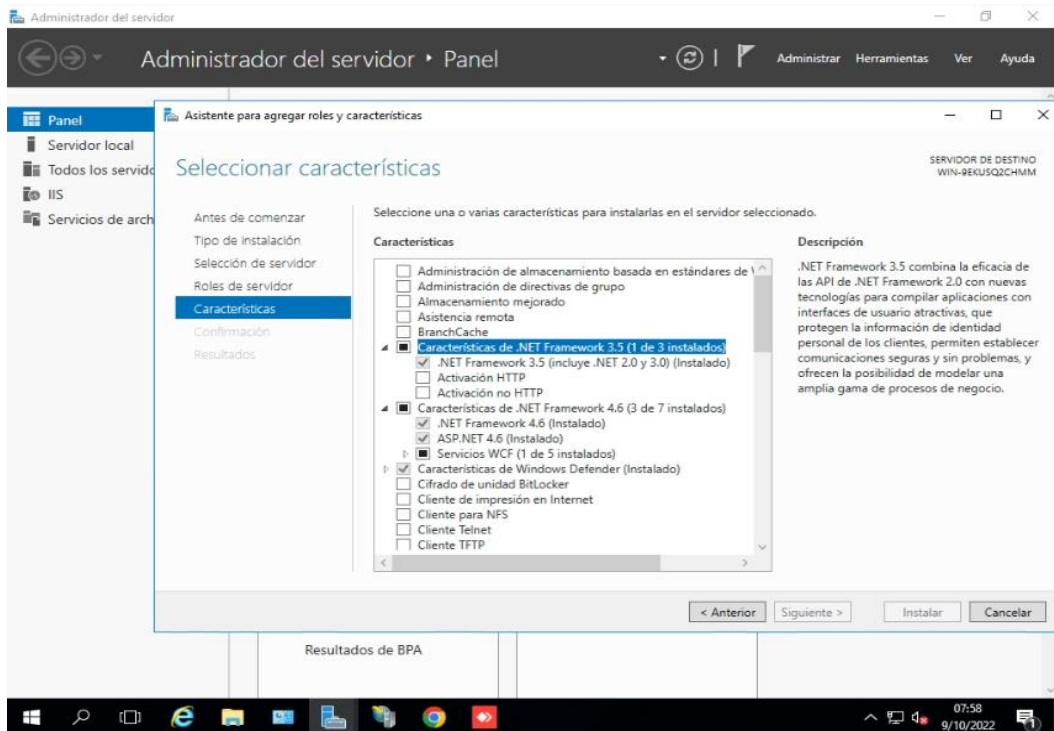 Administrador del servidor
Administrador del servidor ‣ Panel
Administrar Herramientas Ver Ayuda
Panel
Servidor local
Todos los servido
IIS
Servicios de arch
Asistente para agregar roles y características
Seleccionar características
SERVIDOR DE DESTINO
WIN-9EKUSQ2CHMM
Antes de comenzar
Tipo de instalación
Selección de servidor
Roles de servidor
Características
Confirmación
Resultados
Seleccione una o varias características para instalarlas en el servidor seleccionado.
Características
Administración de almacenamiento basada en estándares de
Administración de directivas de grupo
Almacenamiento mejorado
Asistencia remota
BranchCache
Características de .NET Framework 3.5 (1 de 3 instalados)
.NET Framework 3.5 (incluye .NET 2.0 y 3.0) (Instalado)
Activación HTTP
Activación no HTTP
Características de .NET Framework 4.6 (3 de 7 instalados)
.NET Framework 4.6 (Instalado)
ASP.NET 4.6 (Instalado)
Servicios WCF (1 de 5 instalados)
Características de Windows Defender (Instalado)
Cifrado de unidad BitLocker
Cliente de impresión en Internet
Cliente para NFS
Cliente Telnet
Cliente TFTP
Descripción
.NET Framework 3.5 combina la eficacia de
las API de .NET Framework 2.0 con nuevas
tecnologías para compilar aplicaciones con
interfaces de usuario atractivas, que
protegen la información de identidad
personal de los clientes, permiten establecer
comunicaciones seguras y sin problemas, y
ofrecen la posibilidad de modelar una
amplia gama de procesos de negocio.
< Anterior Siguiente > Instalar Cancelar
Resultados de BPA
07:58
9/10/2022